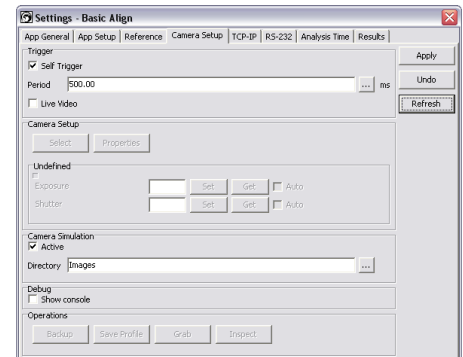 Settings - Basic Align
App General App Setup Reference Camera Setup TCP-IP RS-232 Analysis Time Results
Trigger
Self Trigger
Period 500.00 ... ms
Live Video
Apply
Undo
Refresh
Camera Setup
Select Properties
Undefined
Exposure Set Get Auto
Shutter Set Get Auto
Camera Simulation
Active
Directory Images ...
Debug
Show console
Operations
Backup Save Profile Grab Inspect